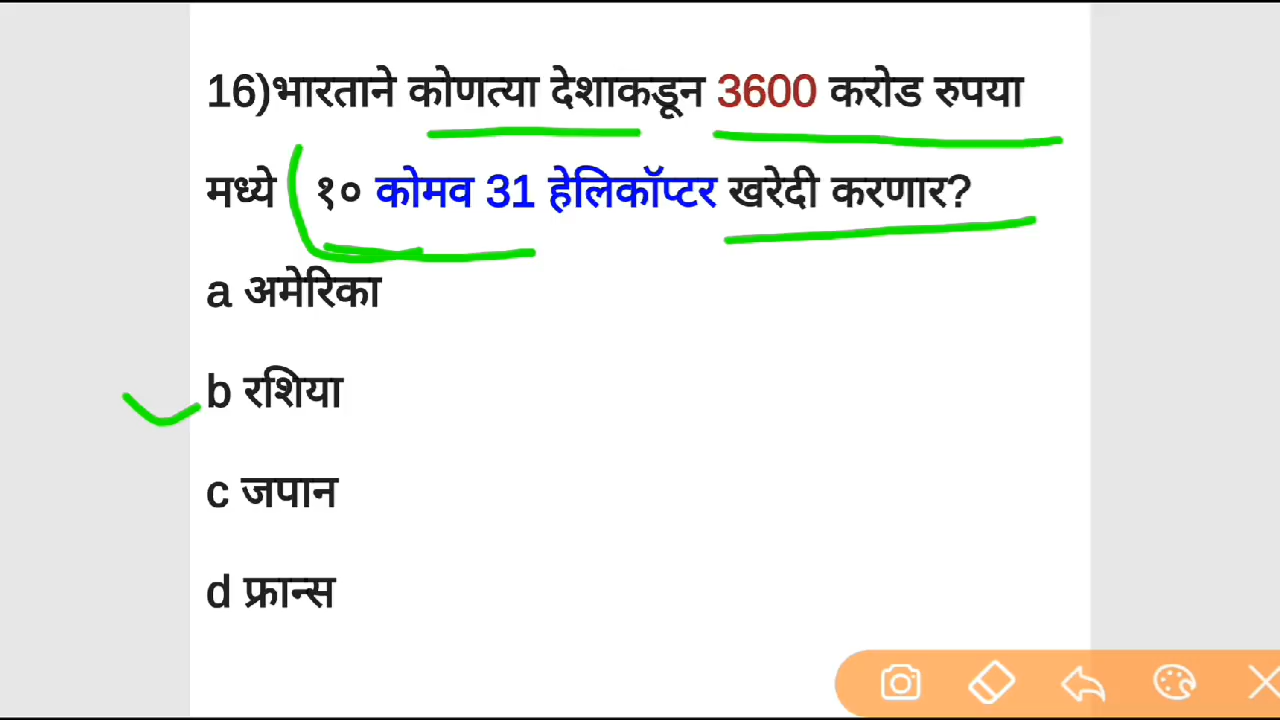 16)भारताने कोणत्या देशाकडून 3600 करोड रुपया
मध्ये १० कोमव 31 हेलिकॉप्टर खरेदी करणार?
a अमेरिका
b रशिया
c जपान
d फ्रान्स